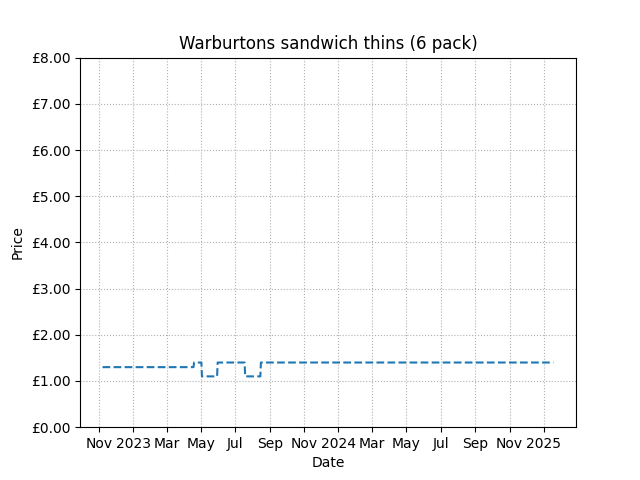 Warburtons sandwich thins (6 pack)
£8.00
£7.00
£6.00
£5.00
£4.00
£3.00
£2.00
£1.00
£0.00
Price
Nov 2023 Mar May Jul Sep Nov 2024 Mar May Jul Sep Nov 2025
Date